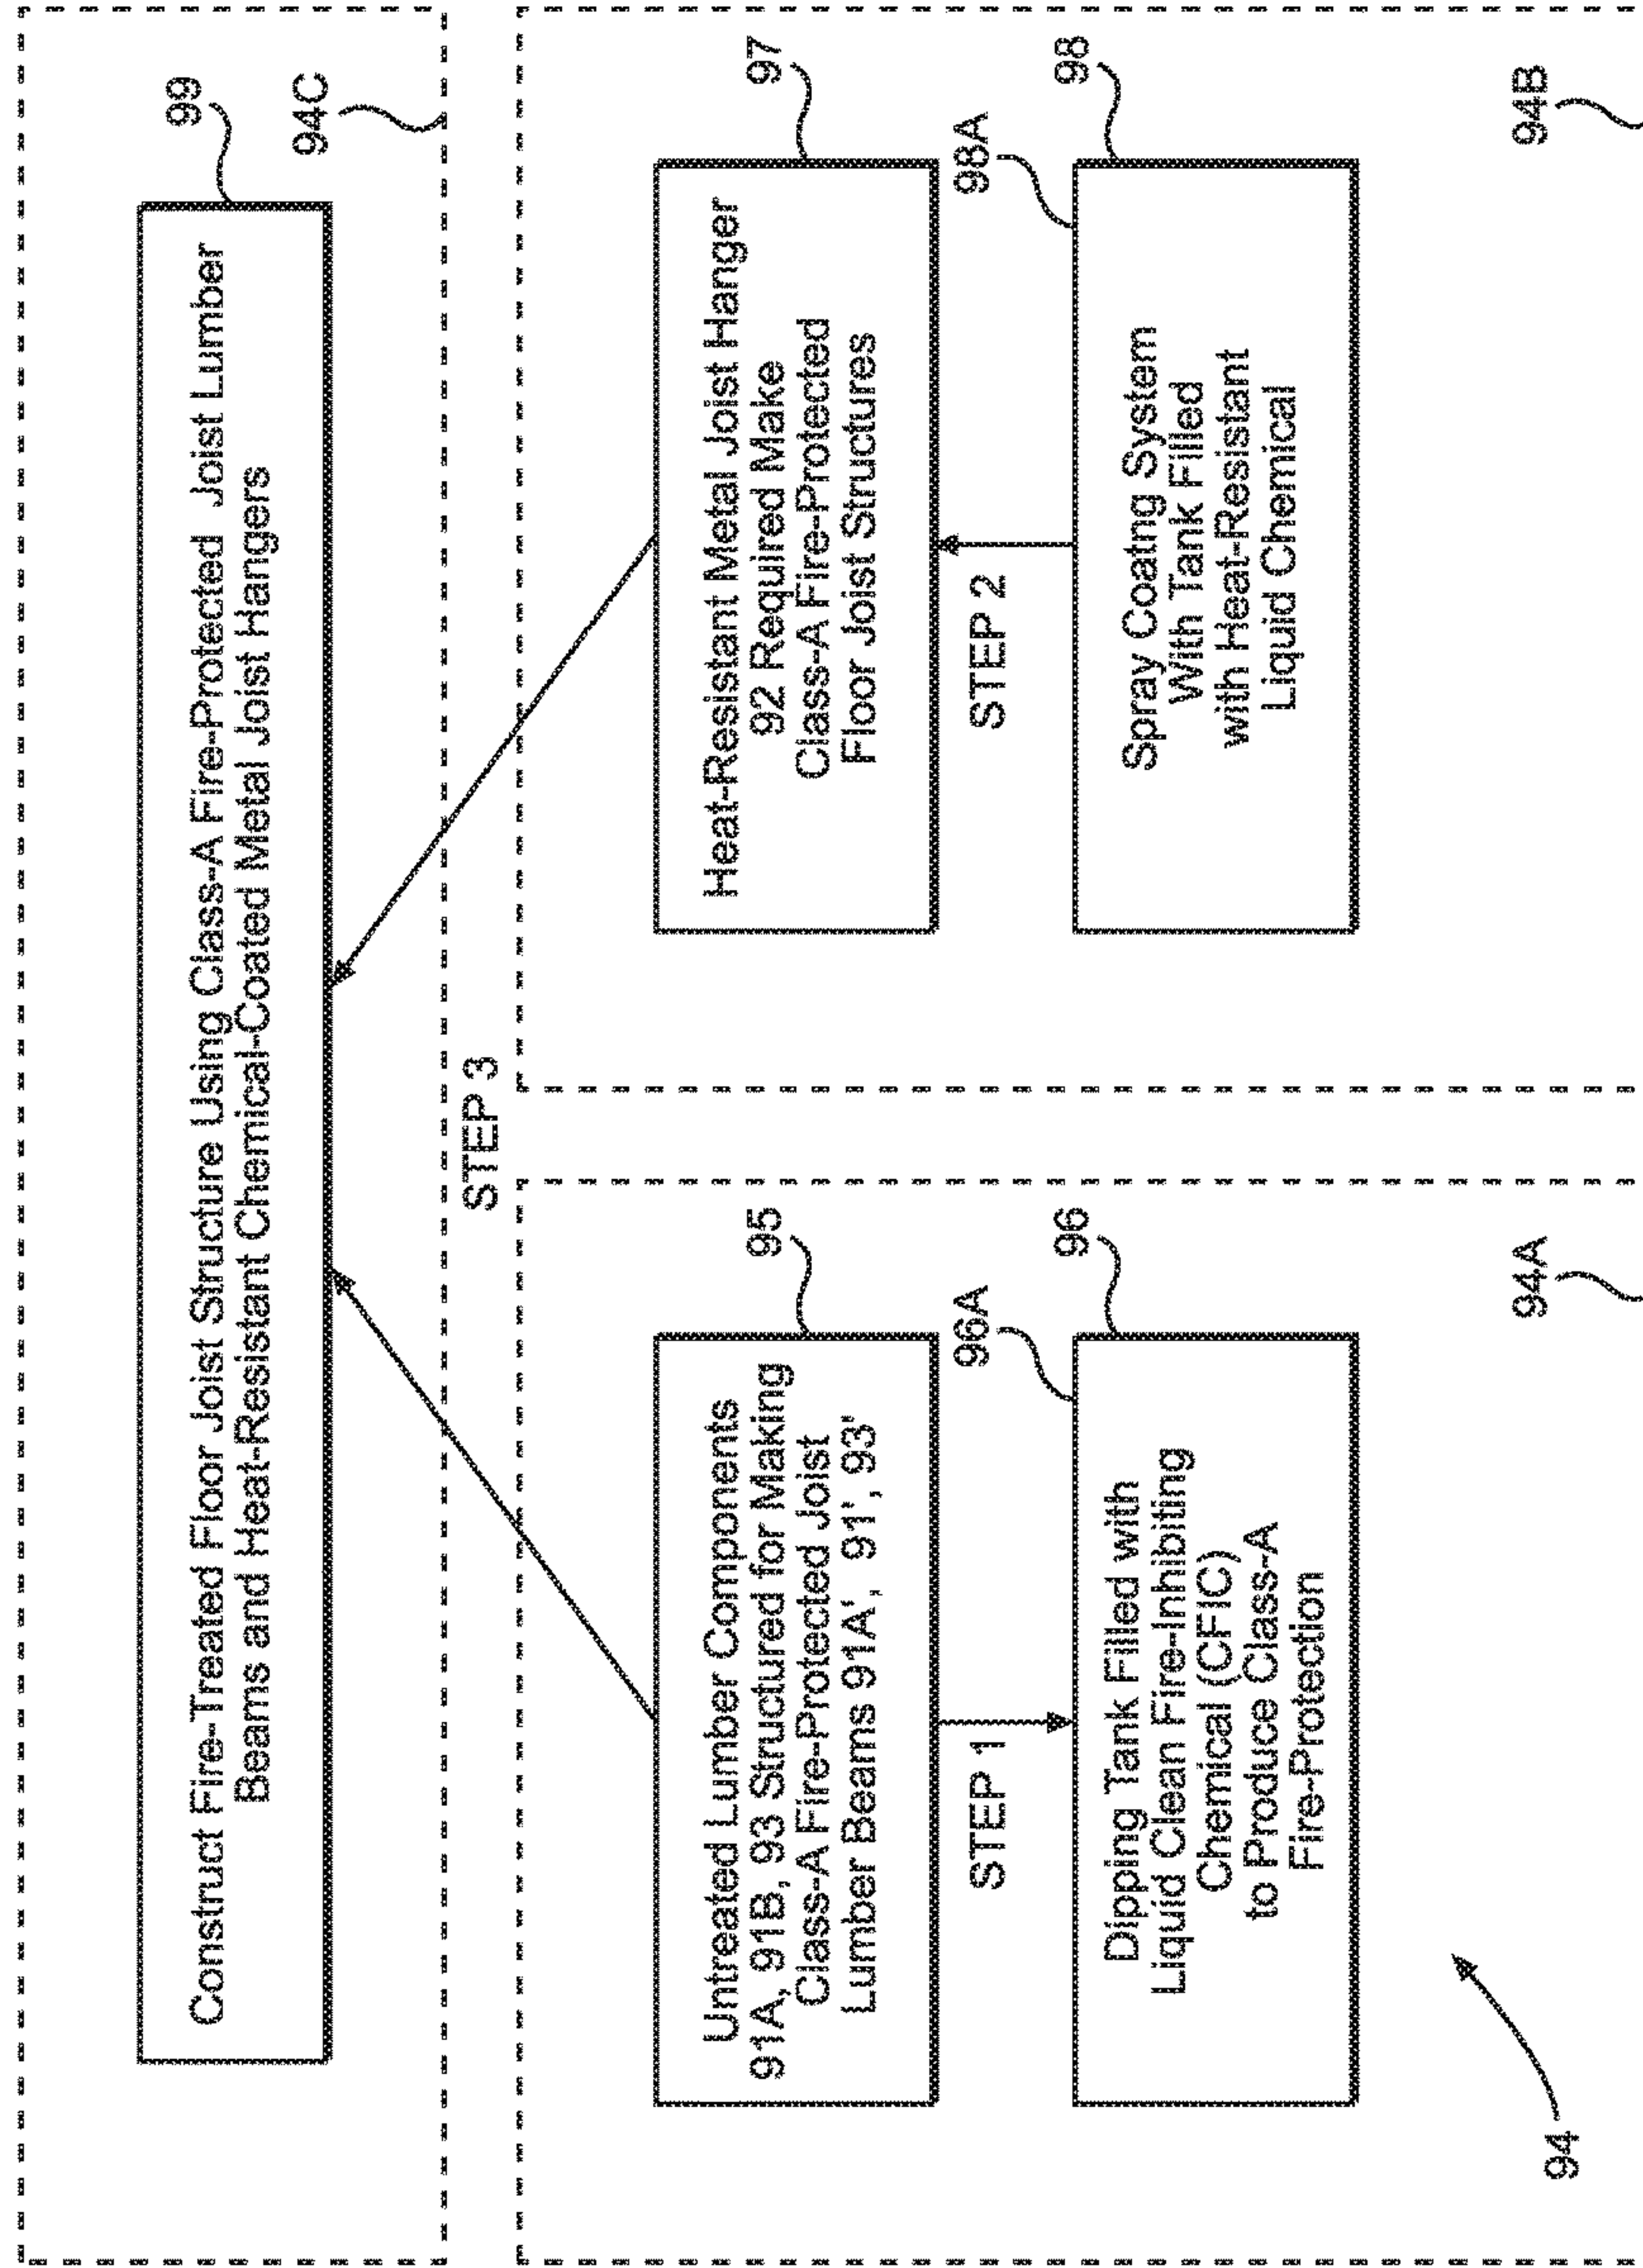 99
94C
Construct Fire-Treated Floor Joist Structure Using Class-A Fire-Protected Joist Lumber
Beams and Heat-Resistant Chemical-Coated Metal Joist Hangers
STEP 3
95
Untreated Lumber Components
91A, 91B, 93 Structured for Making
Class-A Fire-Protected Joist
Lumber Beams 91A', 91', 93'
STEP 1
96A
96
Dipping Tank Filled with
Liquid Clean Fire-Inhibiting
Chemical (CFIC)
to Produce Class-A
Fire-Protection
94A
97
Heat-Resistant Metal Joist Hanger
92 Required Make
Class-A Fire-Protected
Floor Joist Structures
STEP 2
98A
98
Spray Coatng System
With Tank Filled
with Heat-Resistant
Liquid Chemical
94B
94